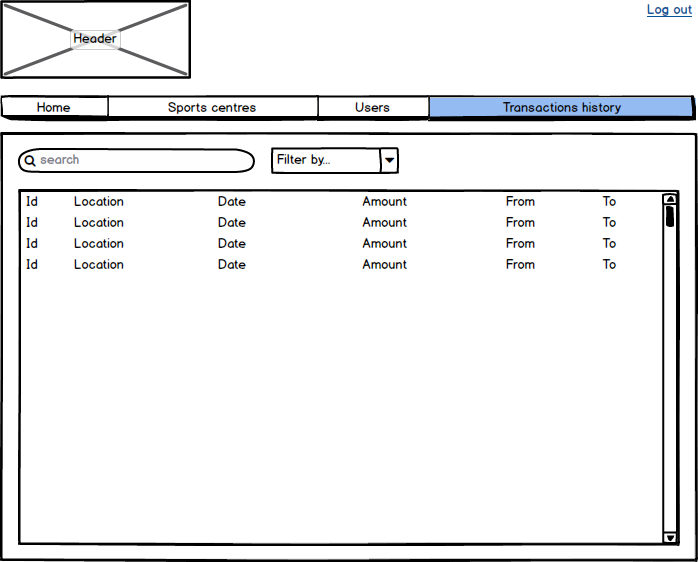 Log out
Header
Home Sports centres Users Transactions history
search Filter by...
Id Location Date Amount From To
Id Location Date Amount From To
Id Location Date Amount From To
Id Location Date Amount From To